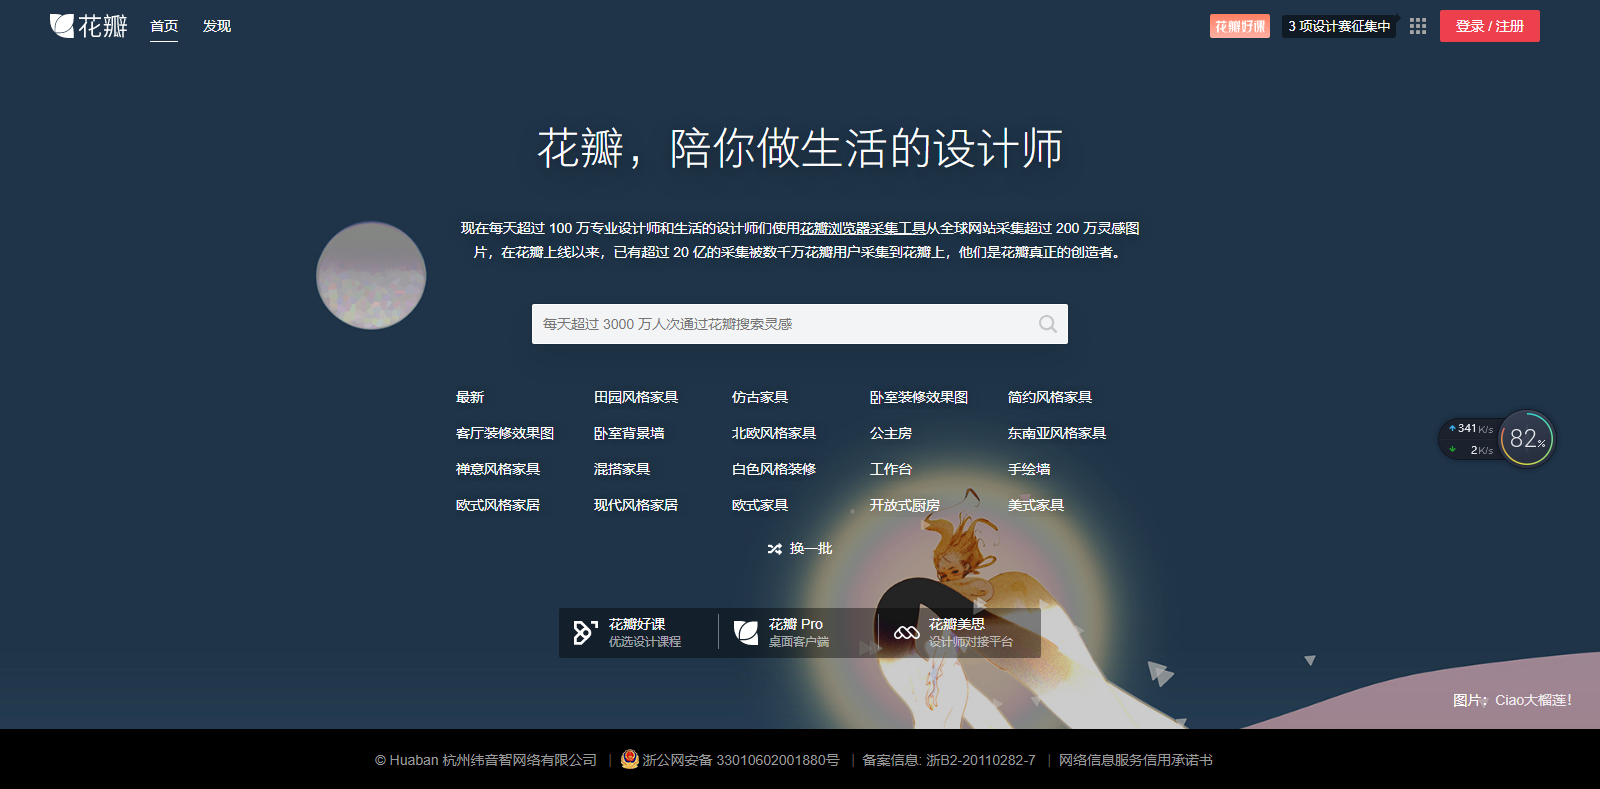 花瓣 首页 发现 花瓣好课 3 项设计赛征集中 登录 / 注册
花瓣，陪你做生活的设计师
现在每天超过 100 万专业设计师和生活的设计师们使用花瓣浏览器采集工具从全球网站采集超过 200 万灵感图
片，在花瓣上线以来，已有超过 20 亿的采集被数千万花瓣用户采集到花瓣上，他们是花瓣真正的创造者。
每天超过 3000 万人次通过花瓣搜索灵感
最新 田园风格家具 仿古家具 卧室装修效果图 简约风格家具
客厅装修效果图 卧室背景墙 北欧风格家具 公主房 东南亚风格家具
禅意风格家具 混搭家具 白色风格装修 工作台 手绘墙
欧式风格家居 现代风格家居 欧式家具 开放式厨房 美式家具
341 K/s
2 K/s
82%
换一批
花瓣好课 花瓣 Pro 花瓣美思
优选设计课程 桌面客户端 设计师对接平台
图片：Ciao大榴莲!
© Huaban 杭州纬音智网络有限公司 | 浙公网安备 33010602001880号 | 备案信息: 浙B2-20110282-7 | 网络信息服务信用承诺书